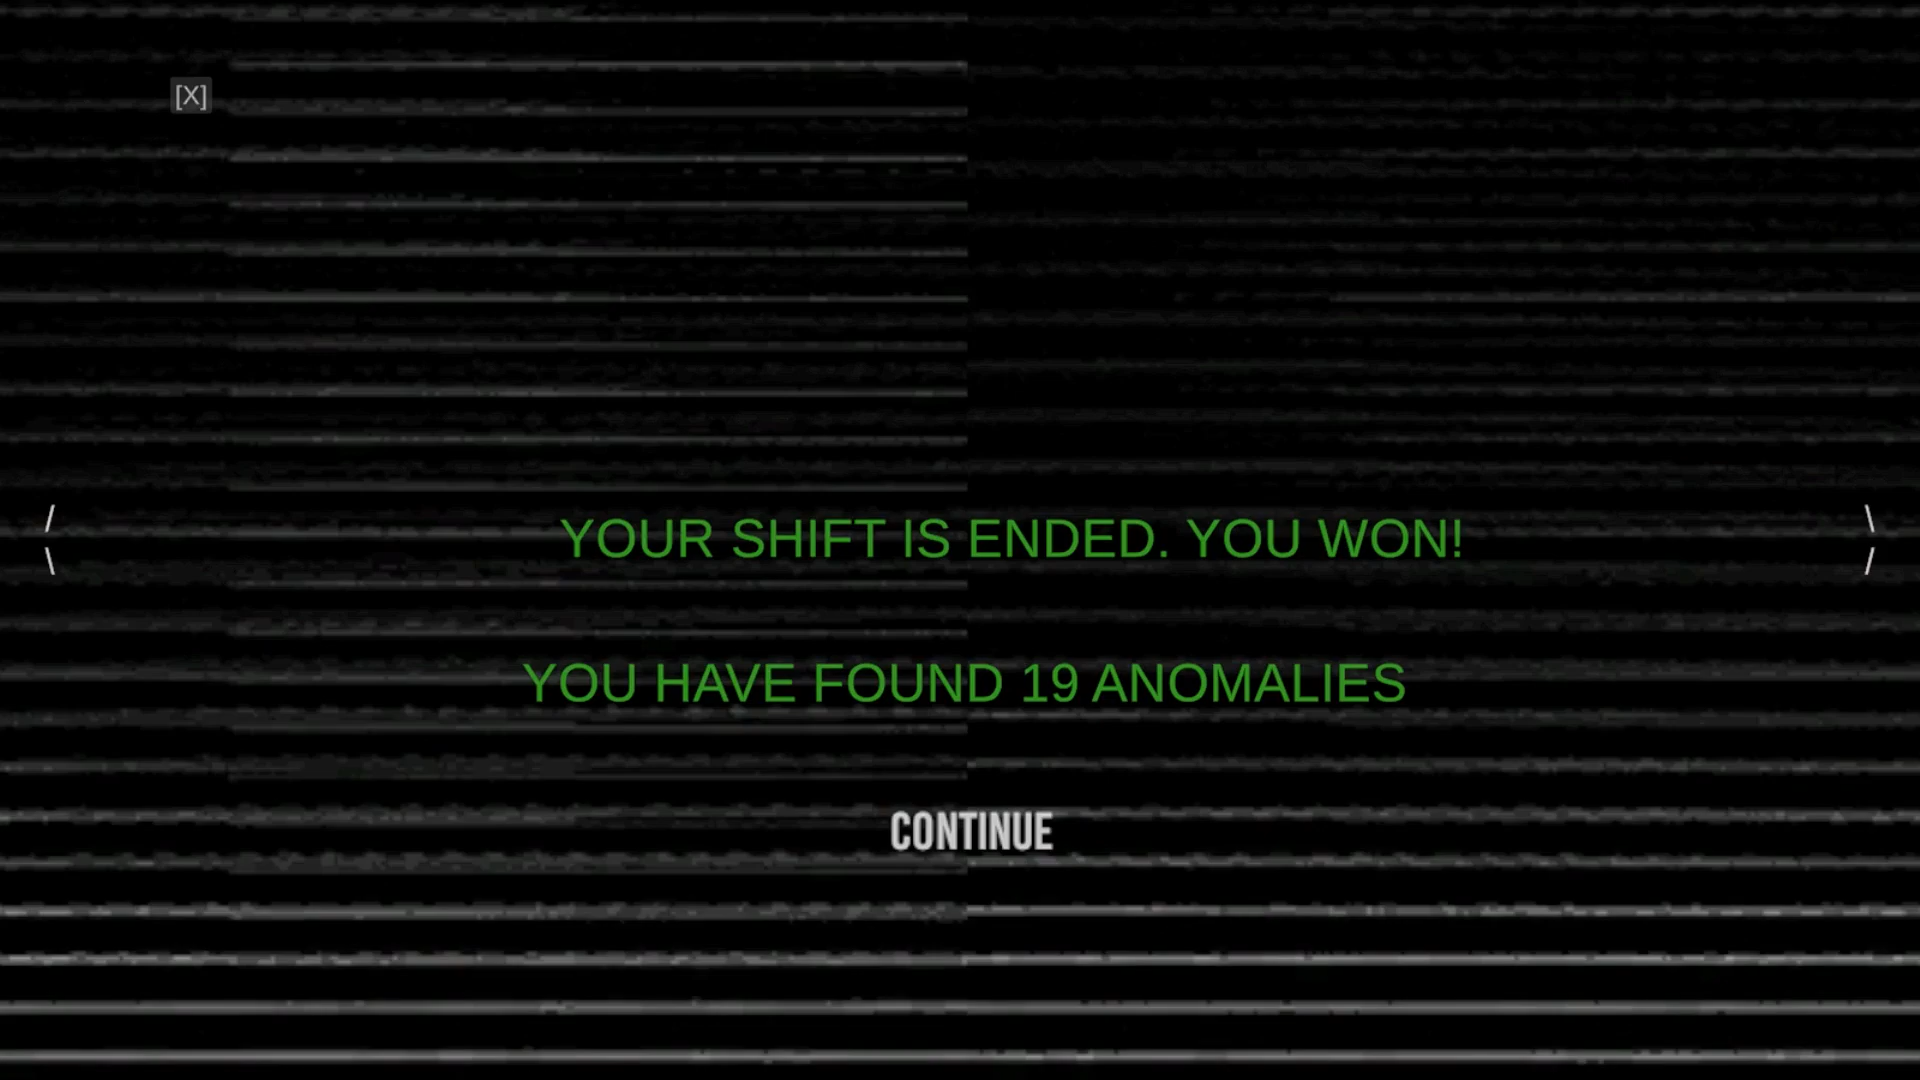 [X]
YOUR SHIFT IS ENDED. YOU WON!
YOU HAVE FOUND 19 ANOMALIES
CONTINUE